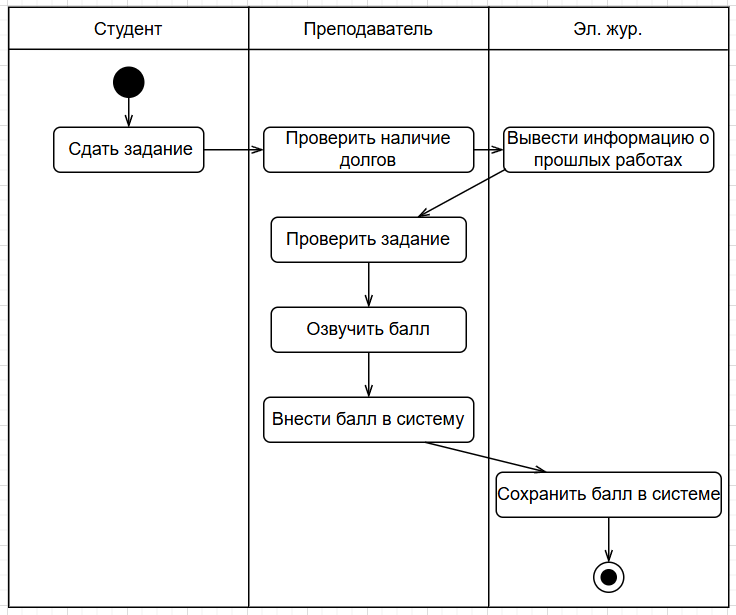 Студент
Преподаватель
Эл. жур.
Сдать задание
Проверить наличие
долгов
Вывести информацию о
прошлых работах
Проверить задание
Озвучить балл
Внести балл в систему
Сохранить балл в системе